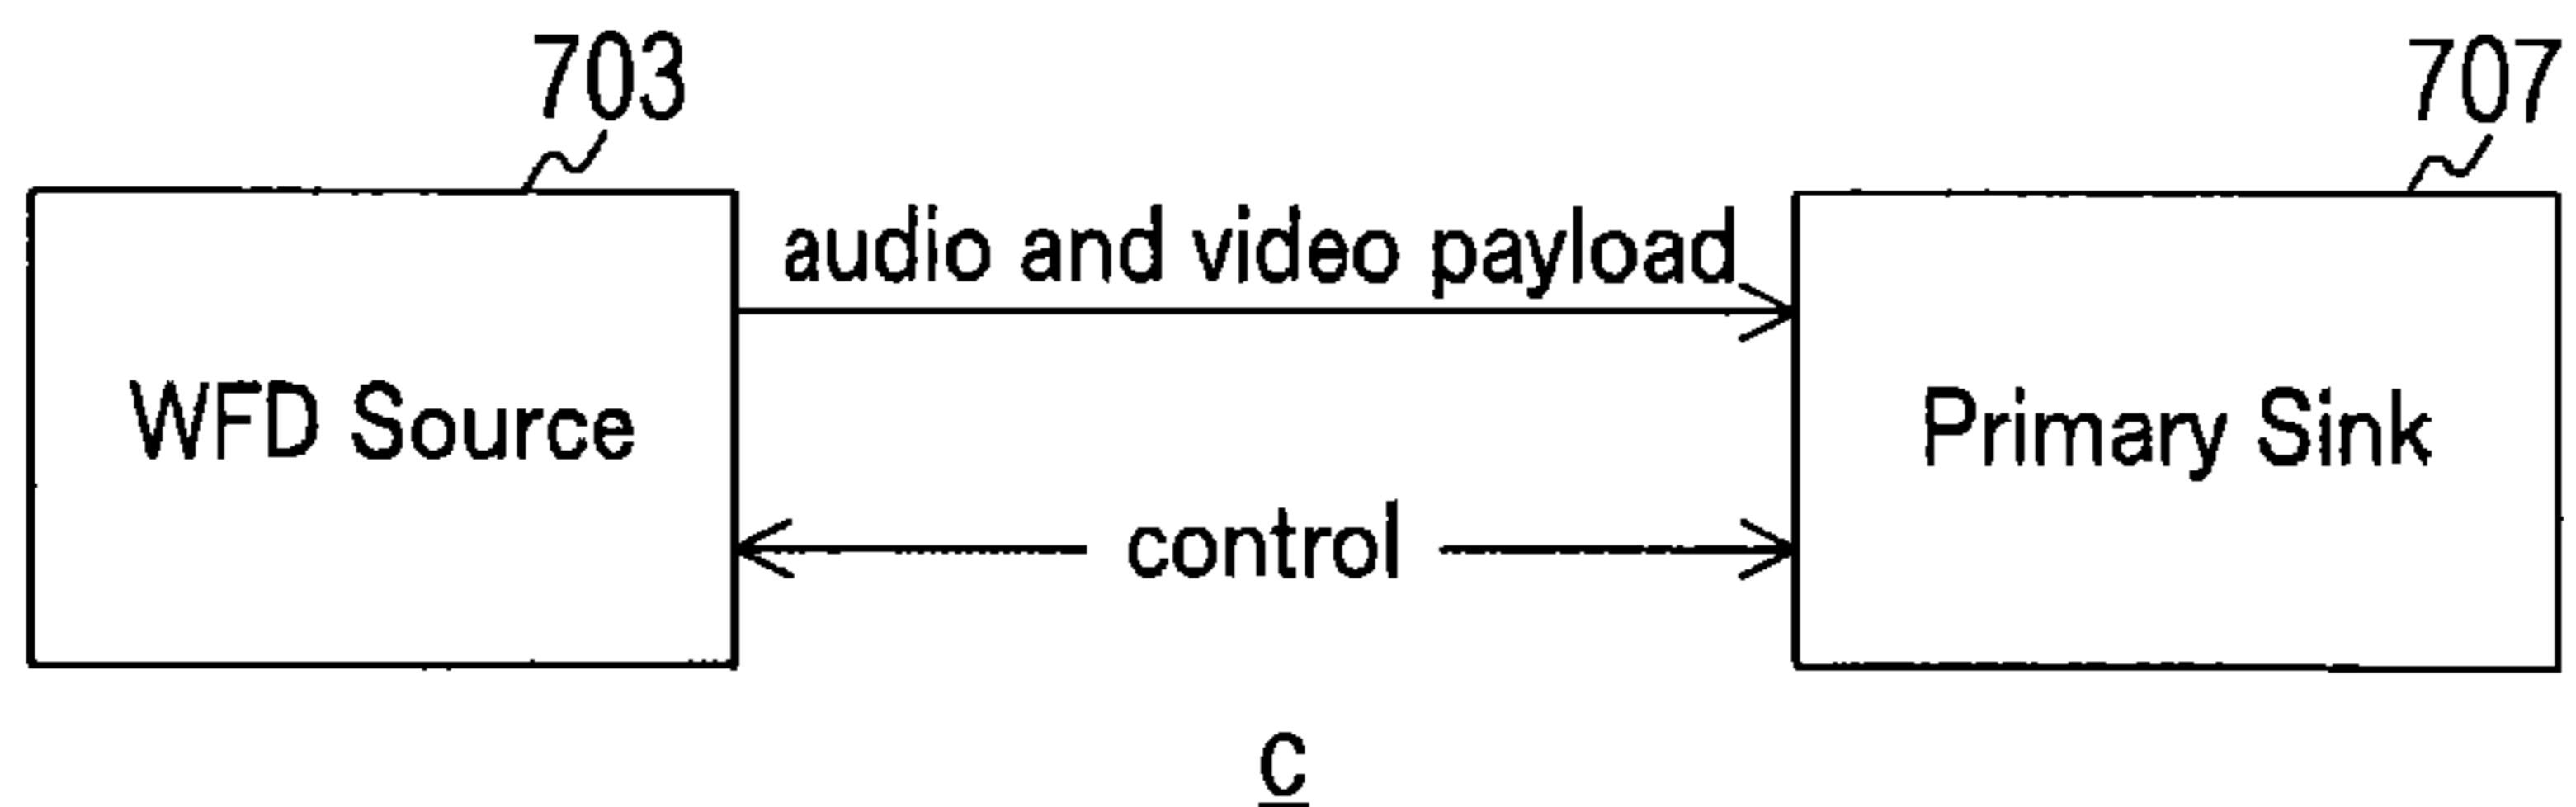 703
707
audio and video payload
WFD Source
Primary Sink
control
c